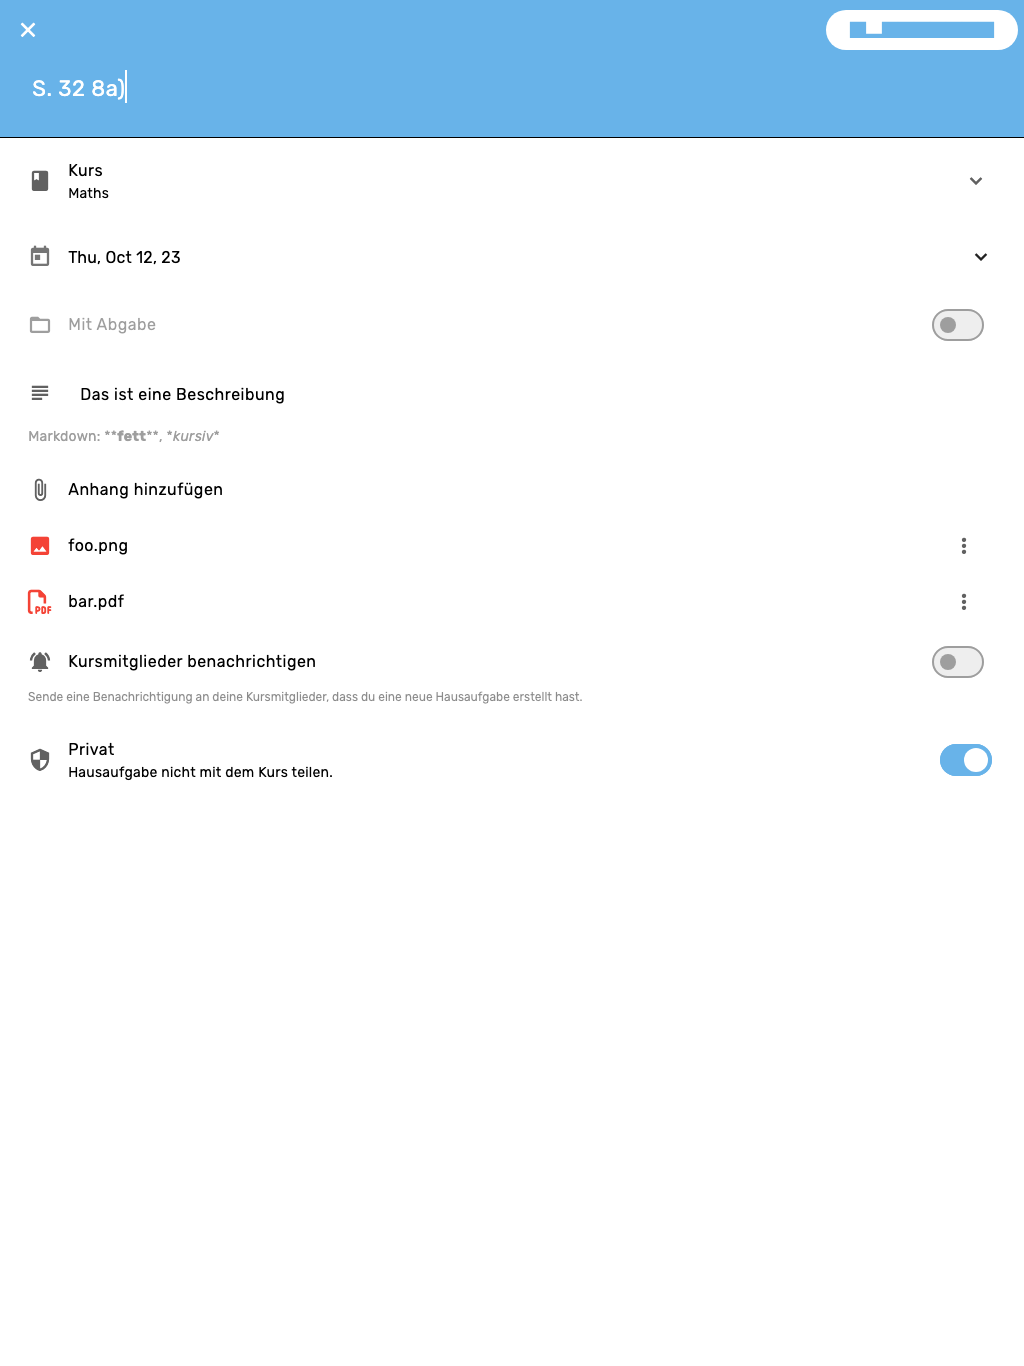 S. 32 8a)
Kurs
Maths
Thu, Oct 12, 23
Mit Abgabe
Das ist eine Beschreibung
Markdown: **fett**, *kursiv*
Anhang hinzufügen
foo.png
PDF
bar.pdf
Kursmitglieder benachrichtigen
Sende eine Benachrichtigung an deine Kursmitglieder, dass du eine neue Hausaufgabe erstellt hast.
Privat
Hausaufgabe nicht mit dem Kurs teilen.